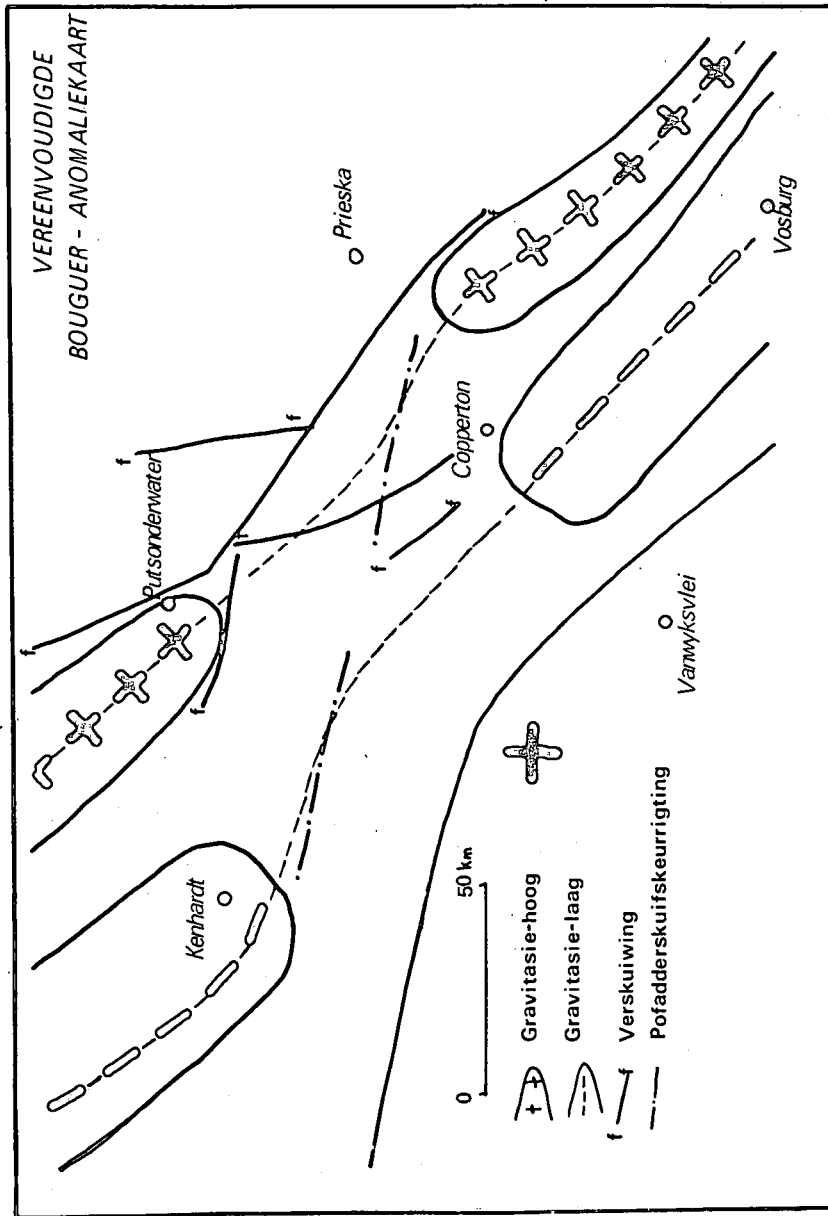 VEREENVOUDIGDE
BOUGUER - ANOMALIEKAART
Prieska
f
f
f
Putsonderwater
f
f
f
f
f
Copperton
Vosburg
Kenhardt
Vanwyksvlei
0
50 km
Gravitasie-hoog
Gravitasie-laag
f
f
Verskuiwing
Pofadderskuifskeurrigting